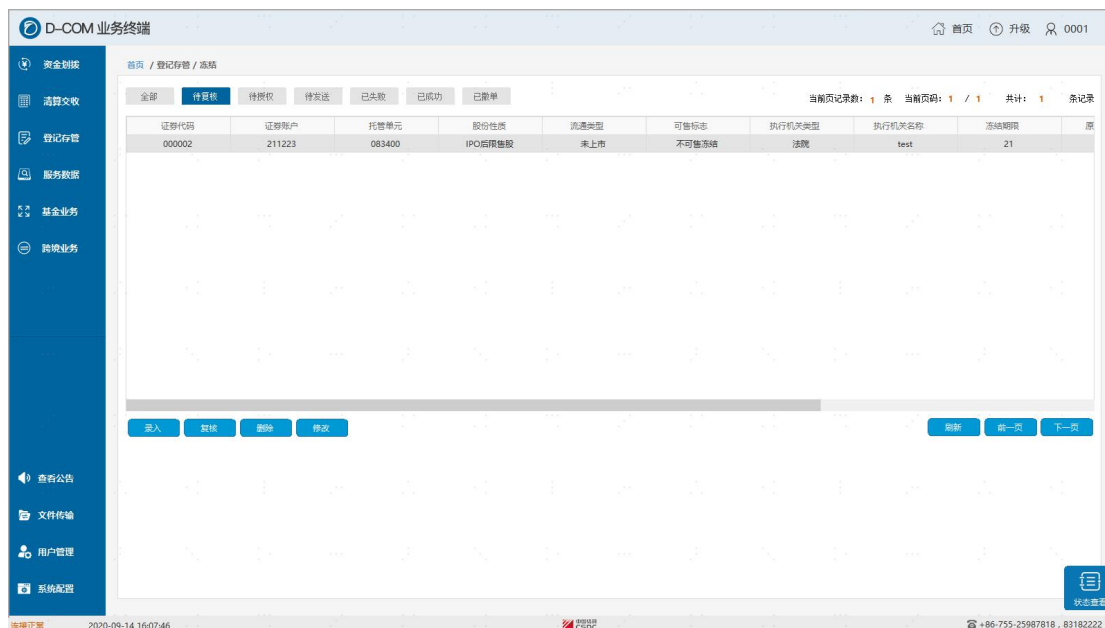 D-COM 业务终端 首页 升级 0001
首页 / 登记存管 / 冻结
资金划拨
清算交收
登记存管
服务数据
基金业务
跨境业务
查看公告
文件传输
用户管理
系统配置
全部 待复核 待授权 待发送 已失败 已成功 已撤单 当前页记录数: 1 条 当前页码: 1 / 1 共计: 1 条记录
证券代码 证券账户 托管单元 股份性质 流通类型 可售标志 执行机关类型 执行机关名称 冻结期限 原
000002 211223 083400 IPO后限售股 未上市 不可售冻结 法院 test 21
录入 复核 删除 修改 刷新 前一页 下一页
状态查看
连接正常 2020-09-14 16:07:46 中国结算 CSDC +86-755-25987818 , 83182222